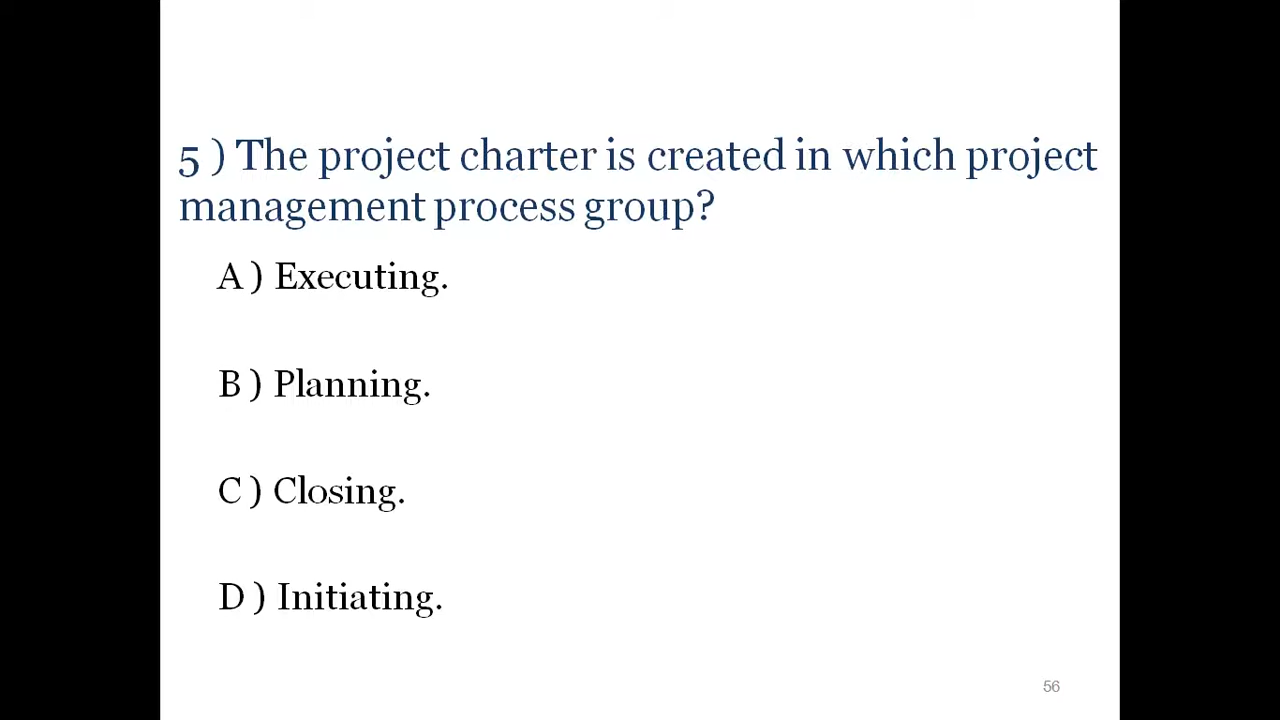 5 ) The project charter is created in which project
management process group?
A ) Executing.
B ) Planning.
C ) Closing.
D ) Initiating.
56